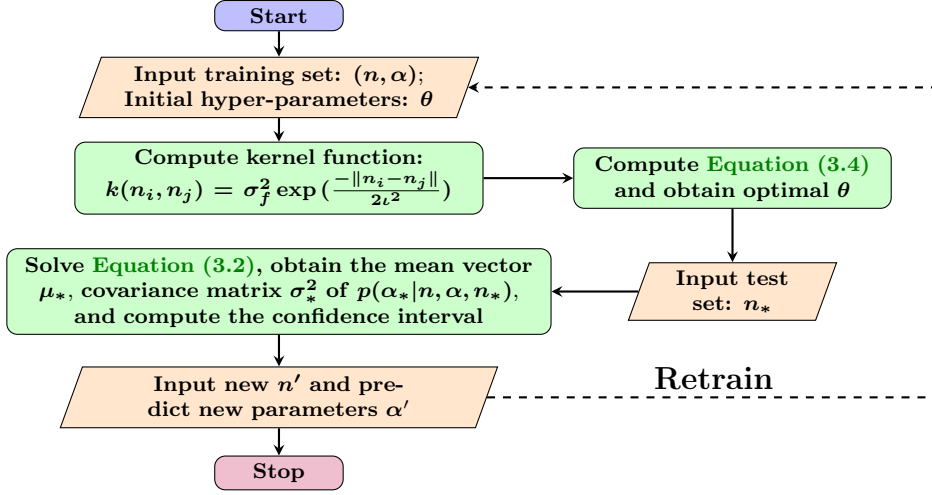 Start
Input training set: (n, α);
Initial hyper-parameters: θ
Compute kernel function:
k(n_i, n_j) = σ_f^2 exp (\frac{-‖n_i−n_j‖}{2ι^2})
Compute Equation (3.4)
and obtain optimal θ
Input test
set: n_*
Solve Equation (3.2), obtain the mean vector
μ_*, covariance matrix σ_*^2 of p(α_*|n, α, n_*),
and compute the confidence interval
Input new n′ and pre-
dict new parameters α′
Retrain
Stop